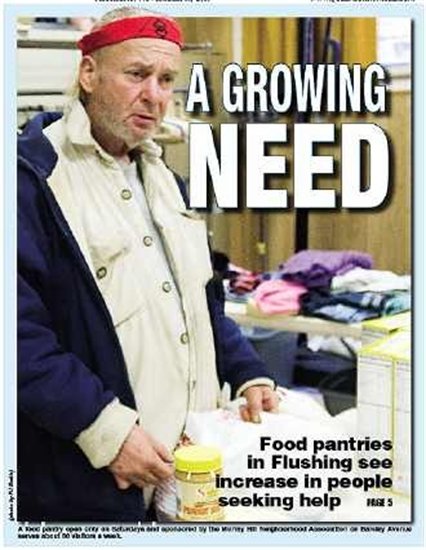 A GROWING
NEED
Food pantries
in Flushing see
increase in people
seeking help PAGE 5
A food pantry open only on Saturdays and sponsored by the Murray Hill Neighborhood Association on Barclay Avenue
serves about 50 visitors a week.